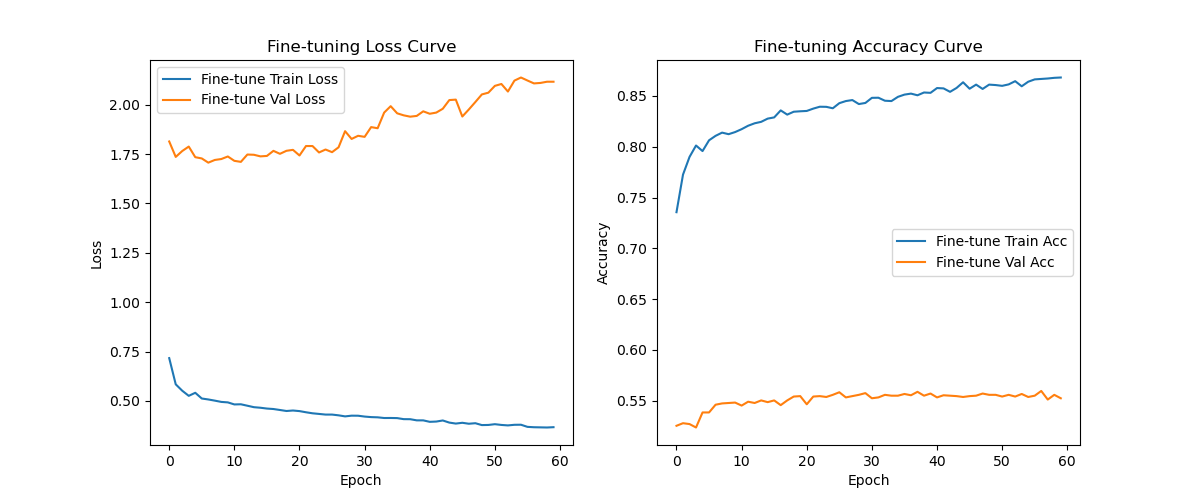 Fine-tuning Loss Curve
Fine-tune Train Loss
Fine-tune Val Loss
2.00
1.75
1.50
1.25
1.00
0.75
0.50
Loss
0 10 20 30 40 50 60
Epoch
Fine-tuning Accuracy Curve
0.85
0.80
0.75
0.70
0.65
0.60
0.55
Accuracy
Fine-tune Train Acc
Fine-tune Val Acc
0 10 20 30 40 50 60
Epoch